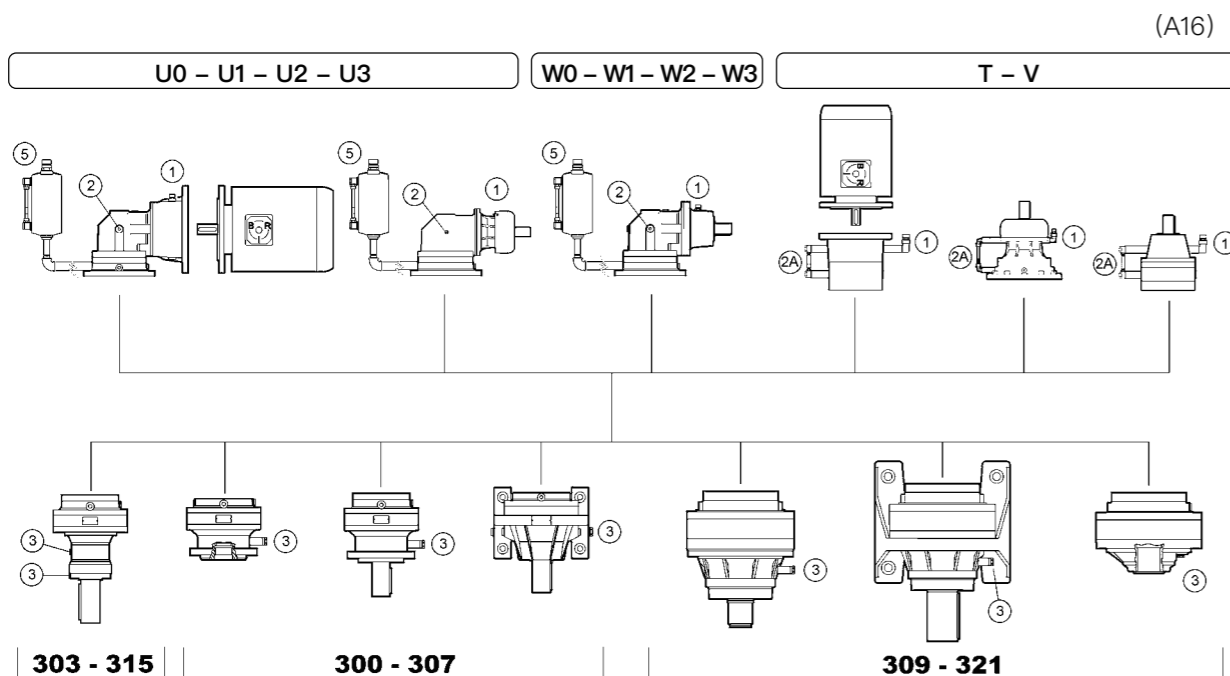 (A16)
U0 – U1 – U2 – U3 W0 – W1 – W2 – W3 T – V
5 1 5 5
2 2 1 2 1 1 1 1
B R
2A 2A 2A
3 3 3 3 3 3 3 3
303 - 315 300 - 307 309 - 321